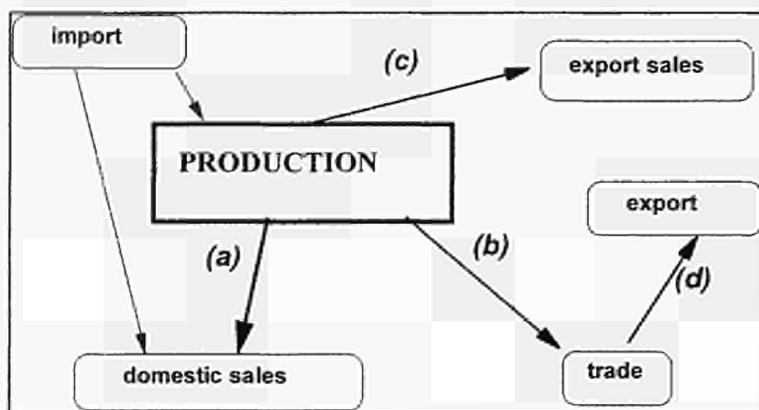 import
(c)
export sales
PRODUCTION
export
(a)
(b)
(d)
domestic sales
trade